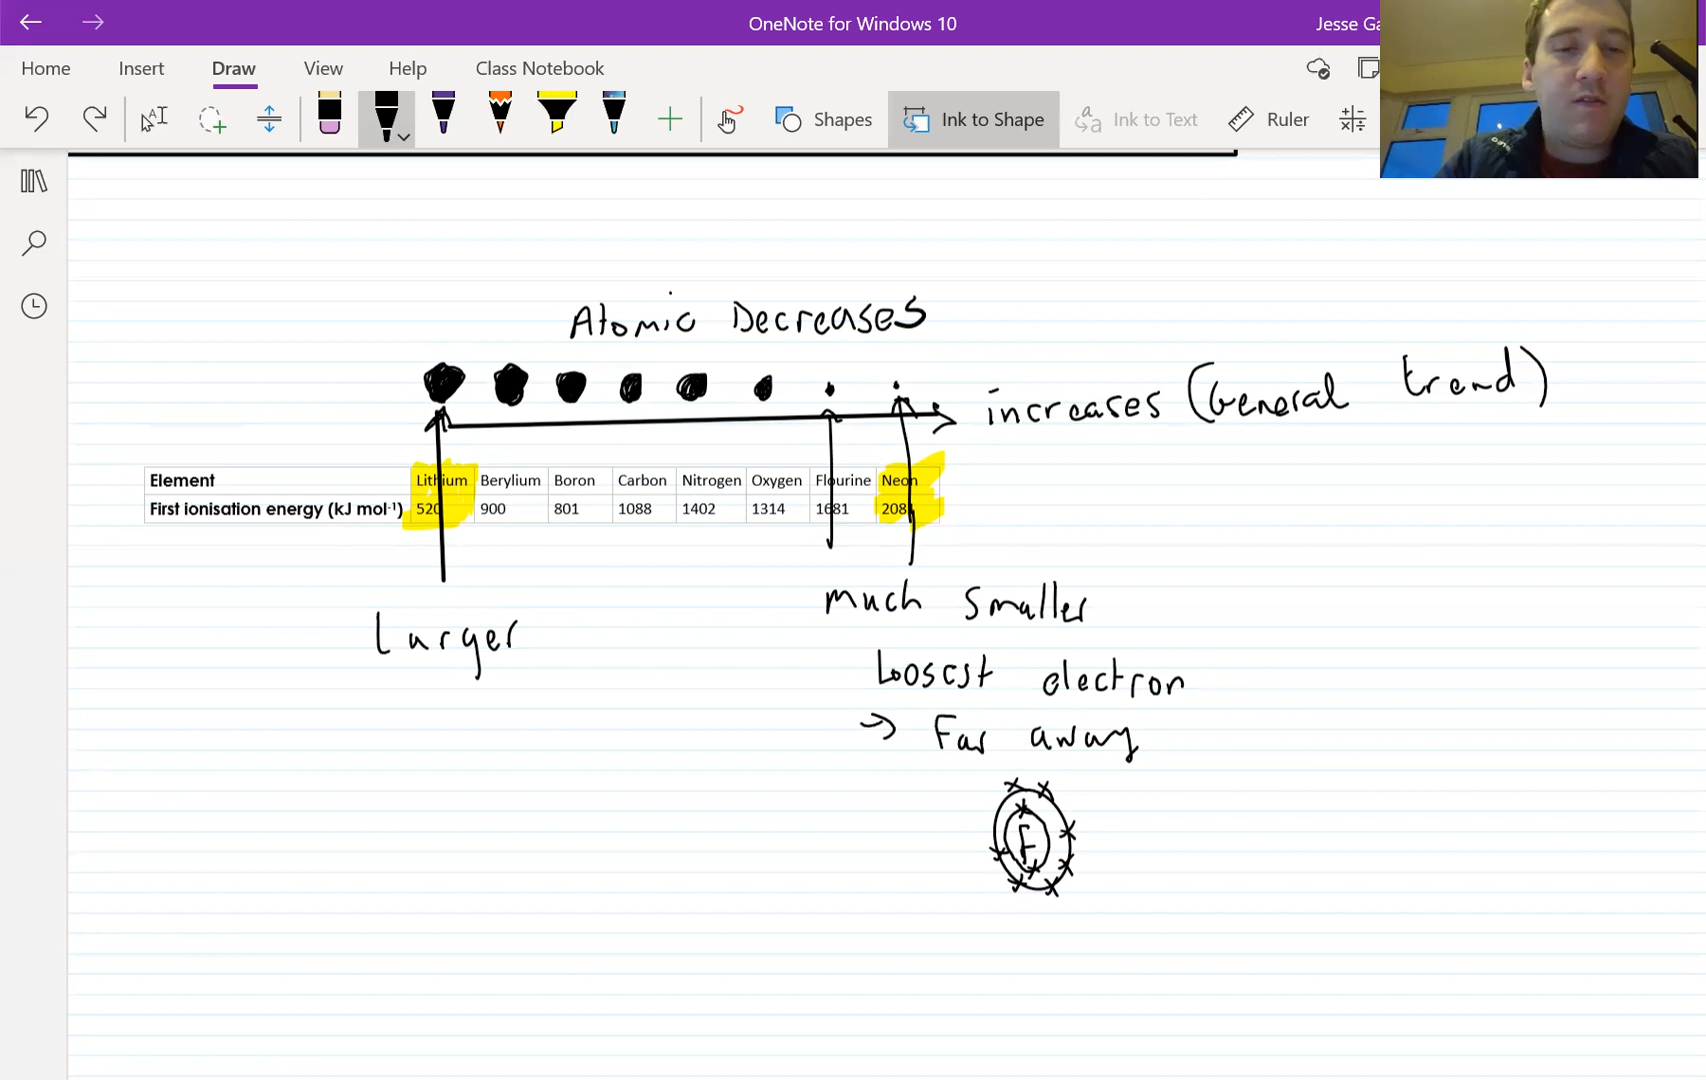 OneNote for Windows 10
Jesse Ga
Home Insert Draw View Help Class Notebook
Shapes Ink to Shape Ink to Text Ruler
Atomic Decreases
increases (General trend)
Element Lithium Berylium Boron Carbon Nitrogen Oxygen Flourine Neon
First ionisation energy (kJ mol-1) 520 900 801 1088 1402 1314 1681 208
much smaller
Larger
Loosest electron
→ Far away
F